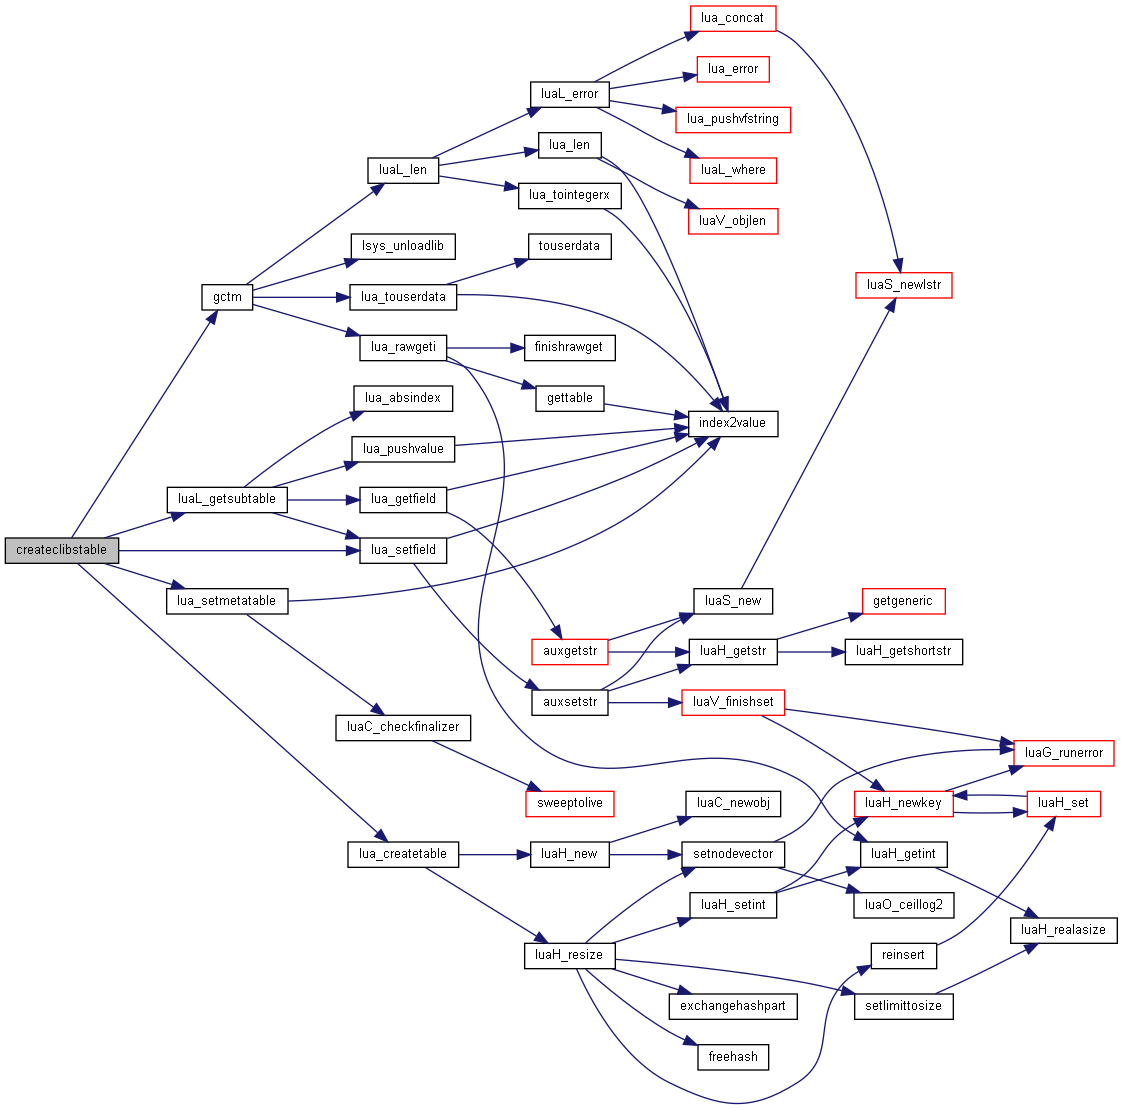 lua_concat
lua_error
luaL_error
lua_pushvfstring
lua_len
luaL_len
luaL_where
lua_tointegerx
luaV_objlen
lsys_unloadlib
touserdata
luaS_newlstr
gctm
lua_touserdata
lua_rawgeti
finishrawget
lua_absindex
gettable
index2value
lua_pushvalue
luaL_getsubtable
lua_getfield
createclibstable
lua_setfield
lua_setmetatable
luaS_new
getgeneric
auxgetstr
luaH_getstr
luaH_getshortstr
auxsetstr
luaV_finishset
luaC_checkfinalizer
luaG_runerror
sweeptolive
luaC_newobj
luaH_newkey
luaH_set
lua_createtable
luaH_new
setnodevector
luaH_getint
luaH_setint
luaO_ceillog2
luaH_realasize
luaH_resize
reinsert
exchangehashpart
setlimittosize
freehash